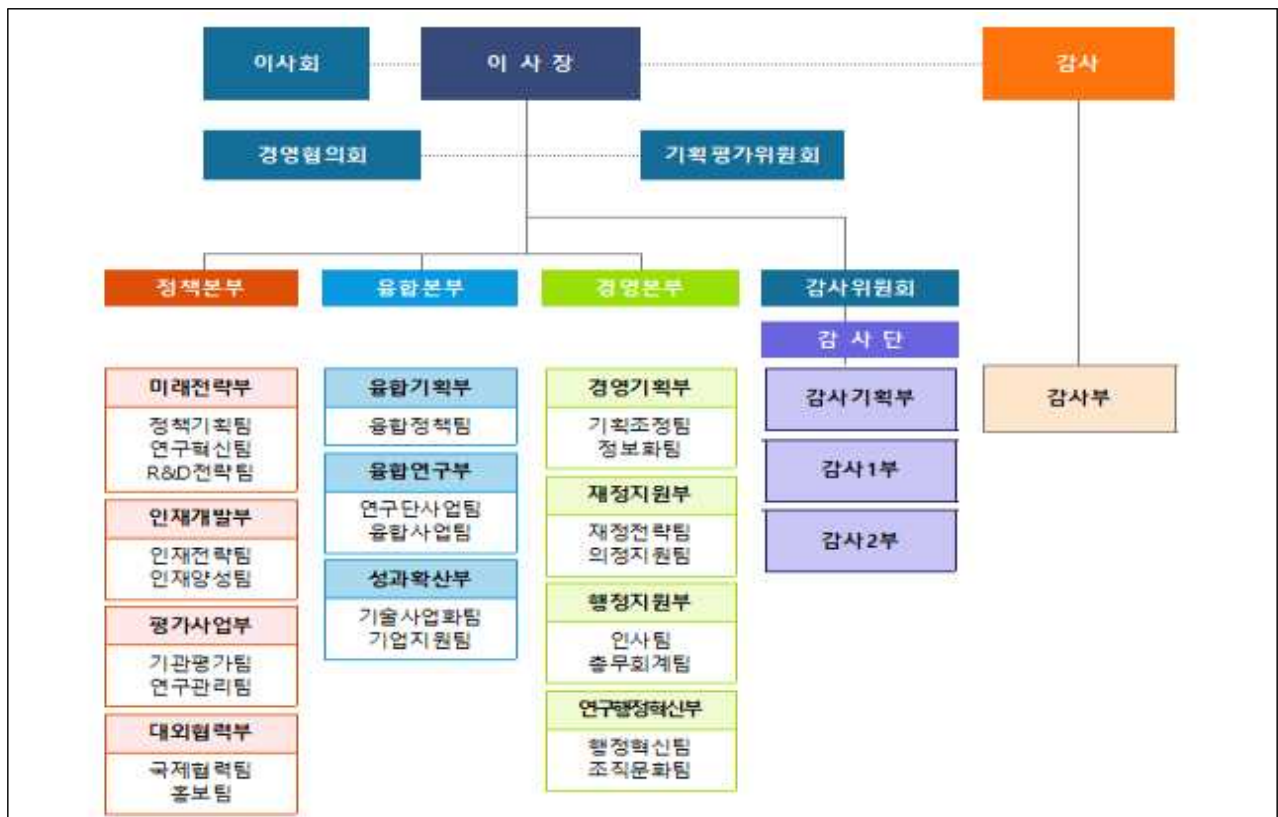 이사회
이 사 장
감사
경영협의회
기획평가위원회
정책본부
융합본부
경영본부
감사위원회
감 사 단
미래전략부
정책기획팀
연구혁신팀
R&D전략팀
인재개발부
인재전략팀
인재양성팀
평가사업부
기관평가팀
연구관리팀
대외협력부
국제협력팀
홍보팀
융합기획부
융합정책팀
융합연구부
연구단사업팀
융합사업팀
성과확산부
기술사업화팀
기업지원팀
경영기획부
기획조정팀
정보화팀
재정지원부
재정전략팀
의정지원팀
행정지원부
인사팀
총무회계팀
연구행정혁신부
행정혁신팀
조직문화팀
감사기획부
감사1부
감사2부
감사부